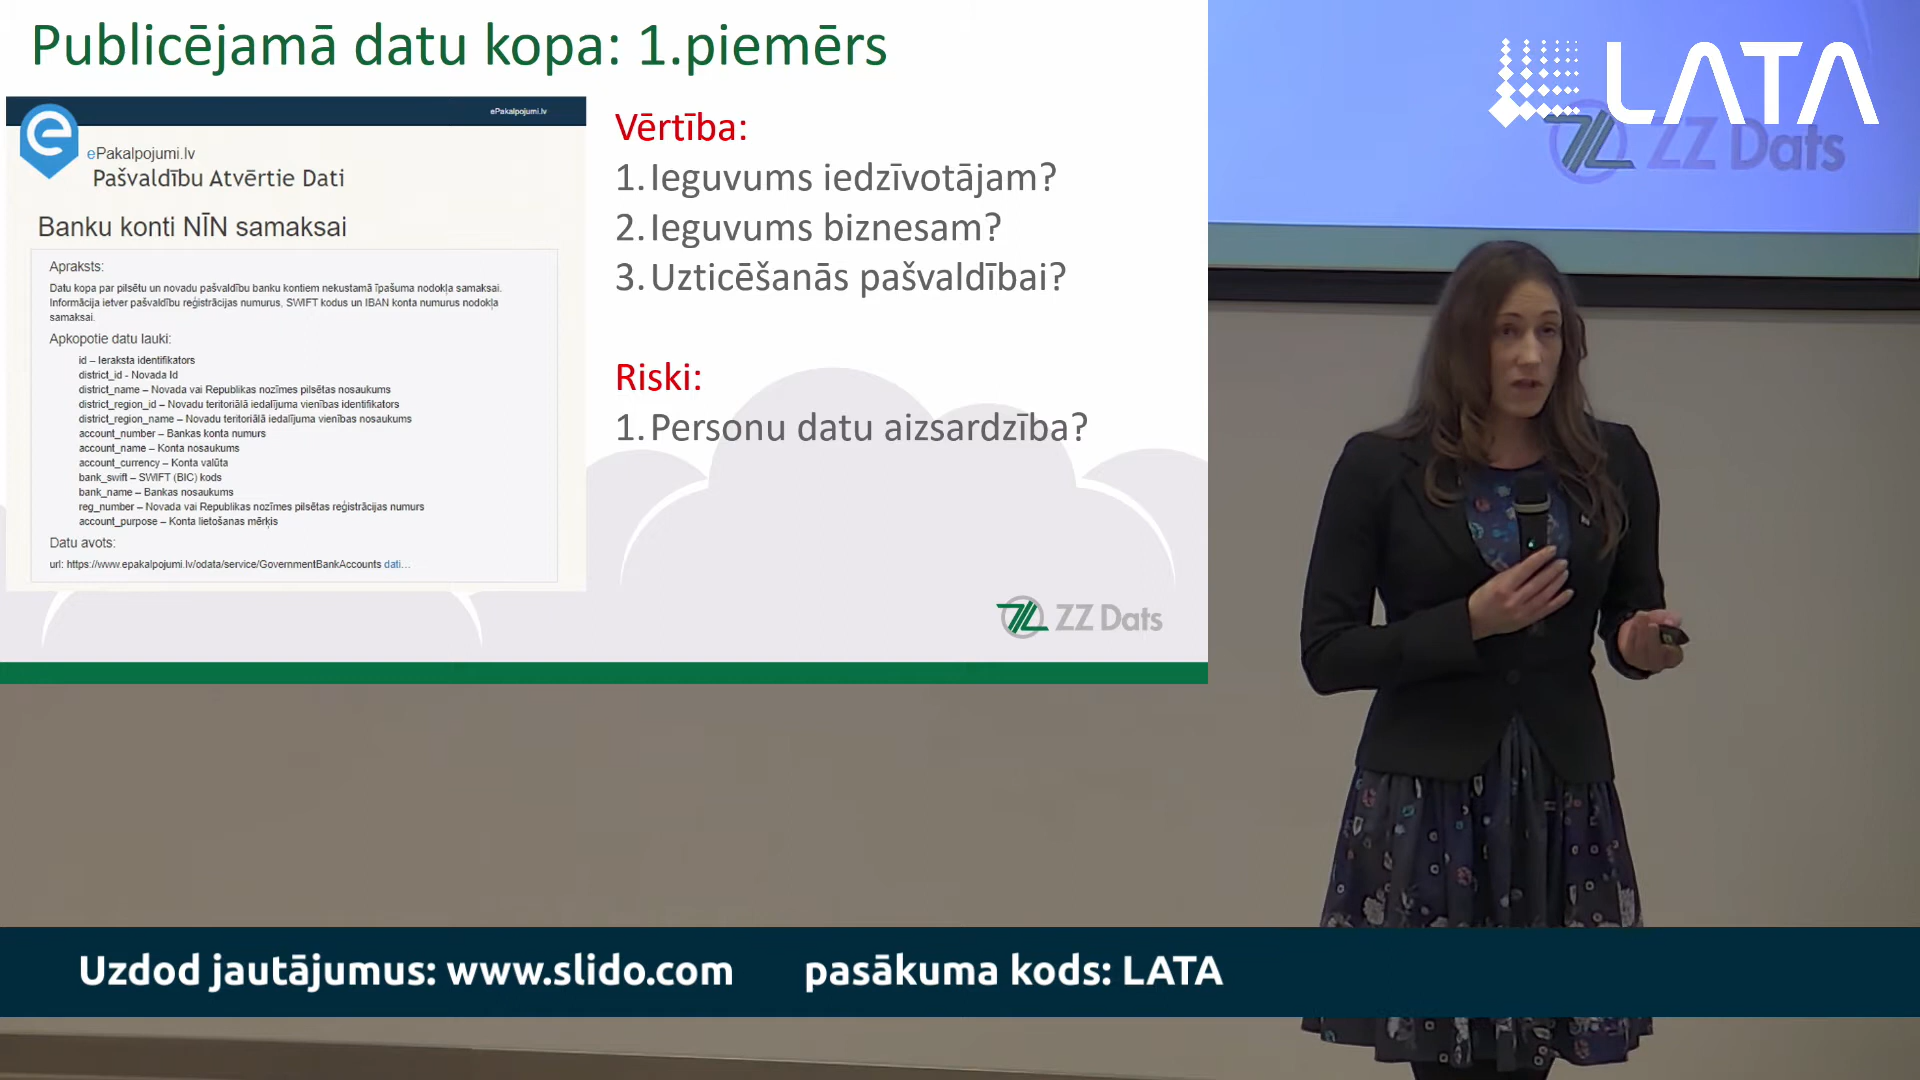 Publicējamā datu kopa: 1.piemērs
ePakalpojumi.lv
ePakalpojumi.lv
Pašvaldību Atvērtie Dati
Banku konti NĪN samaksai
Apraksts:
Datu kopa par pilsētu un novadu pašvaldību banku kontiem nekustamā īpašuma nodokļa samaksai.
Informācija ietver pašvaldību reģistrācijas numurus, SWIFT kodus un IBAN konta numurus nodokļa
samaksai.
Apkopotie datu lauki:
id – Ieraksta identifikators
district_id - Novada Id
district_name – Novada vai Republikas nozīmes pilsētas nosaukums
district_region_id – Novadu teritoriālā iedalījuma vienības identifikators
district_region_name – Novadu teritoriālā iedalījuma vienības nosaukums
account_number – Bankas konta numurs
account_name – Konta nosaukums
account_currency – Konta valūta
bank_swift – SWIFT (BIC) kods
bank_name – Bankas nosaukums
reg_number – Novada vai Republikas nozīmes pilsētas reģistrācijas numurs
account_purpose – Konta lietošanas mērķis
Datu avots:
url: https://www.epakalpojumi.lv/odata/service/GovernmentBankAccounts dati...
Vērtība:
1. Ieguvums iedzīvotājam?
2. Ieguvums biznesam?
3. Uzticēšanās pašvaldībai?
Riski:
1. Personu datu aizsardzība?
ZZ Dats
LATA
ZZ Dats
Uzdod jautājumus: www.slido.com pasākuma kods: LATA